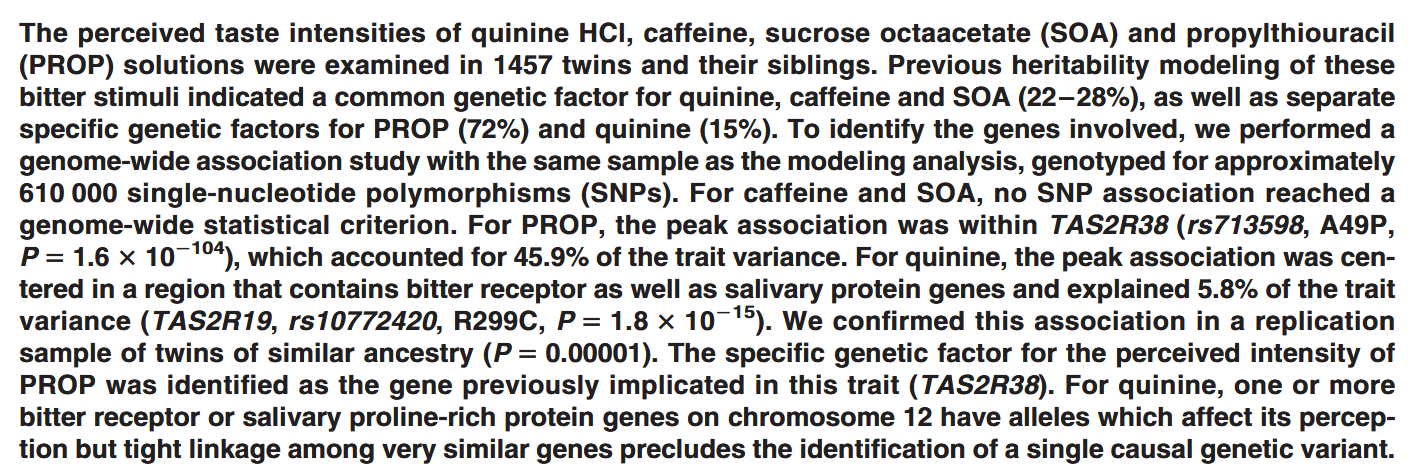 The perceived taste intensities of quinine HCl, caffeine, sucrose octaacetate (SOA) and propylthiouracil
(PROP) solutions were examined in 1457 twins and their siblings. Previous heritability modeling of these
bitter stimuli indicated a common genetic factor for quinine, caffeine and SOA (22–28%), as well as separate
specific genetic factors for PROP (72%) and quinine (15%). To identify the genes involved, we performed a
genome-wide association study with the same sample as the modeling analysis, genotyped for approximately
610 000 single-nucleotide polymorphisms (SNPs). For caffeine and SOA, no SNP association reached a
genome-wide statistical criterion. For PROP, the peak association was within TAS2R38 (rs713598, A49P,
P = 1.6 × 10⁻¹⁰⁴), which accounted for 45.9% of the trait variance. For quinine, the peak association was cen-
tered in a region that contains bitter receptor as well as salivary protein genes and explained 5.8% of the trait
variance (TAS2R19, rs10772420, R299C, P = 1.8 × 10⁻¹⁵). We confirmed this association in a replication
sample of twins of similar ancestry (P = 0.00001). The specific genetic factor for the perceived intensity of
PROP was identified as the gene previously implicated in this trait (TAS2R38). For quinine, one or more
bitter receptor or salivary proline-rich protein genes on chromosome 12 have alleles which affect its percep-
tion but tight linkage among very similar genes precludes the identification of a single causal genetic variant.